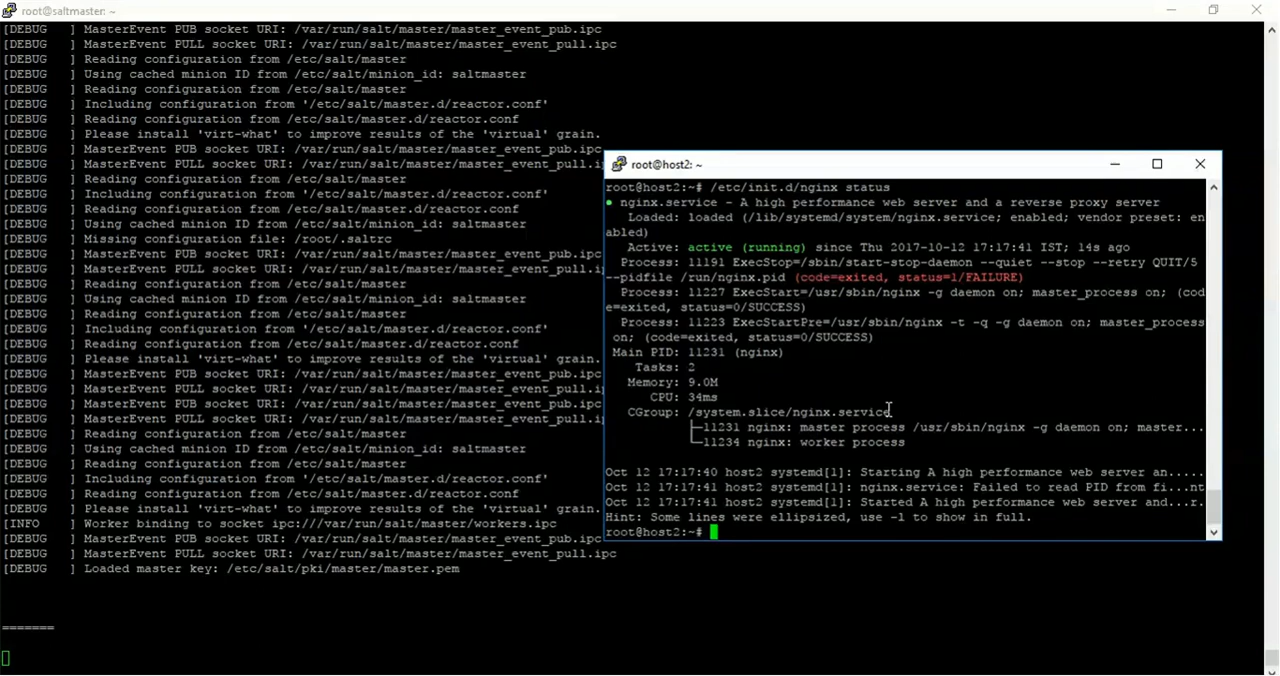 root@saltmaster: ~
[DEBUG   ] MasterEvent PUB socket URI: /var/run/salt/master/master_event_pub.ipc
[DEBUG   ] MasterEvent PULL socket URI: /var/run/salt/master/master_event_pull.ipc
[DEBUG   ] Reading configuration from /etc/salt/master
[DEBUG   ] Using cached minion ID from /etc/salt/minion_id: saltmaster
[DEBUG   ] Reading configuration from /etc/salt/master
[DEBUG   ] Including configuration from '/etc/salt/master.d/reactor.conf'
[DEBUG   ] Reading configuration from /etc/salt/master.d/reactor.conf
[DEBUG   ] Please install 'virt-what' to improve results of the 'virtual' grain.
[DEBUG   ] MasterEvent PUB socket URI: /var/run/salt/master/master_event_pub.ipc
[DEBUG   ] MasterEvent PULL socket URI: /var/run/salt/master/master_event_pull.ip
[DEBUG   ] Reading configuration from /etc/salt/master
[DEBUG   ] Including configuration from '/etc/salt/master.d/reactor.conf'
[DEBUG   ] Reading configuration from /etc/salt/master.d/reactor.conf
[DEBUG   ] Using cached minion ID from /etc/salt/minion_id: saltmaster
[DEBUG   ] Missing configuration file: /root/.saltrc
[DEBUG   ] MasterEvent PUB socket URI: /var/run/salt/master/master_event_pub.ipc
[DEBUG   ] MasterEvent PULL socket URI: /var/run/salt/master/master_event_pull.ip
[DEBUG   ] Reading configuration from /etc/salt/master
[DEBUG   ] Using cached minion ID from /etc/salt/minion_id: saltmaster
[DEBUG   ] Reading configuration from /etc/salt/master
[DEBUG   ] Including configuration from '/etc/salt/master.d/reactor.conf'
[DEBUG   ] Reading configuration from /etc/salt/master.d/reactor.conf
[DEBUG   ] Please install 'virt-what' to improve results of the 'virtual' grain.
[DEBUG   ] MasterEvent PUB socket URI: /var/run/salt/master/master_event_pub.ipc
[DEBUG   ] MasterEvent PULL socket URI: /var/run/salt/master/master_event_pull.ip
[DEBUG   ] MasterEvent PUB socket URI: /var/run/salt/master/master_event_pub.ipc
[DEBUG   ] MasterEvent PULL socket URI: /var/run/salt/master/master_event_pull.ip
[DEBUG   ] Reading configuration from /etc/salt/master
[DEBUG   ] Using cached minion ID from /etc/salt/minion_id: saltmaster
[DEBUG   ] Reading configuration from /etc/salt/master
[DEBUG   ] Including configuration from '/etc/salt/master.d/reactor.conf'
[DEBUG   ] Reading configuration from /etc/salt/master.d/reactor.conf
[DEBUG   ] Please install 'virt-what' to improve results of the 'virtual' grain.
[INFO    ] Worker binding to socket ipc:///var/run/salt/master/workers.ipc
[DEBUG   ] MasterEvent PUB socket URI: /var/run/salt/master/master_event_pub.ipc
[DEBUG   ] MasterEvent PULL socket URI: /var/run/salt/master/master_event_pull.ipc
[DEBUG   ] Loaded master key: /etc/salt/pki/master/master.pem
=======
root@host2: ~
root@host2:~# /etc/init.d/nginx status
● nginx.service - A high performance web server and a reverse proxy server
Loaded: loaded (/lib/systemd/system/nginx.service; enabled; vendor preset: en
abled)
Active: active (running) since Thu 2017-10-12 17:17:41 IST; 14s ago
Process: 11191 ExecStop=/sbin/start-stop-daemon --quiet --stop --retry QUIT/5
--pidfile /run/nginx.pid (code=exited, status=1/FAILURE)
Process: 11227 ExecStart=/usr/sbin/nginx -g daemon on; master_process on; (cod
e=exited, status=0/SUCCESS)
Process: 11223 ExecStartPre=/usr/sbin/nginx -t -q -g daemon on; master_process
on; (code=exited, status=0/SUCCESS)
Main PID: 11231 (nginx)
Tasks: 2
Memory: 9.0M
CPU: 34ms
CGroup: /system.slice/nginx.service
├─11231 nginx: master process /usr/sbin/nginx -g daemon on; master...
└─11234 nginx: worker process
Oct 12 17:17:40 host2 systemd[1]: Starting A high performance web server an.....
Oct 12 17:17:41 host2 systemd[1]: nginx.service: Failed to read PID from fi...nt
Oct 12 17:17:41 host2 systemd[1]: Started A high performance web server and...r.
Hint: Some lines were ellipsized, use -l to show in full.
root@host2:~#